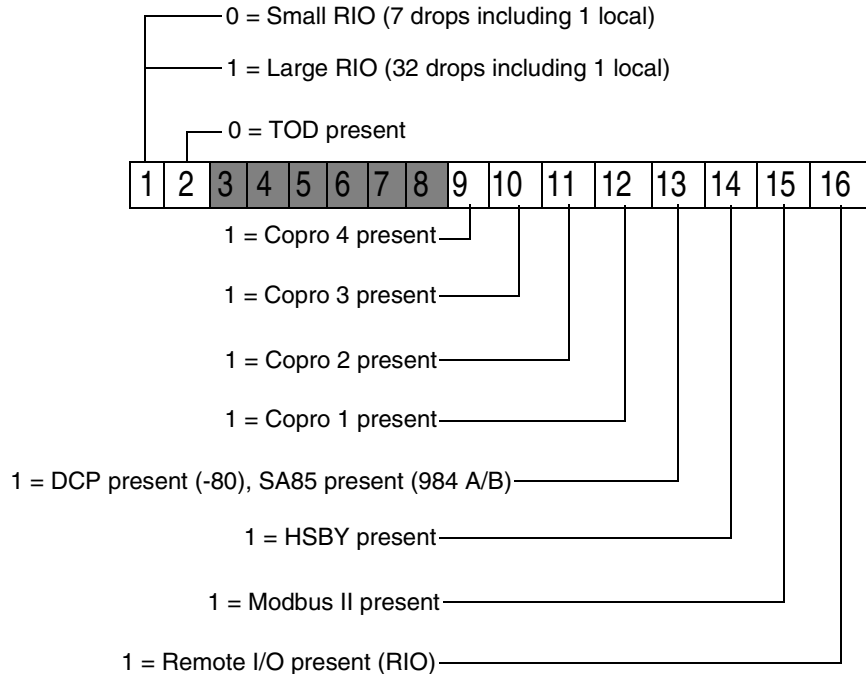 0 = Small RIO (7 drops including 1 local)
1 = Large RIO (32 drops including 1 local)
0 = TOD present
1 2 3 4 5 6 7 8 9 10 11 12 13 14 15 16
1 = Copro 4 present
1 = Copro 3 present
1 = Copro 2 present
1 = Copro 1 present
1 = DCP present (-80), SA85 present (984 A/B)
1 = HSBY present
1 = Modbus II present
1 = Remote I/O present (RIO)